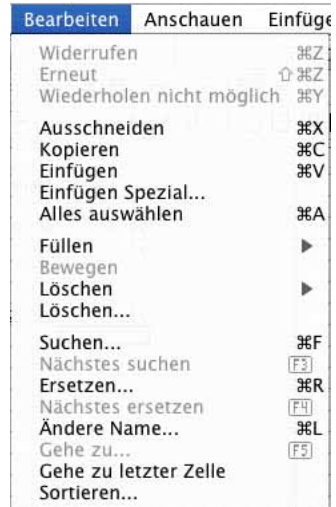 Bearbeiten Anschauen Einfüge
Widerrufen ⌘Z
Erneut ⇧⌘Z
Wiederholen nicht möglich ⌘Y
Ausschneiden ⌘X
Kopieren ⌘C
Einfügen ⌘V
Einfügen Spezial...
Alles auswählen ⌘A
Füllen ▶
Bewegen
Löschen ▶
Löschen...
Suchen... ⌘F
Nächstes suchen F3
Ersetzen... ⌘R
Nächstes ersetzen F4
Ändere Name... ⌘L
Gehe zu... F5
Gehe zu letzter Zelle
Sortieren...